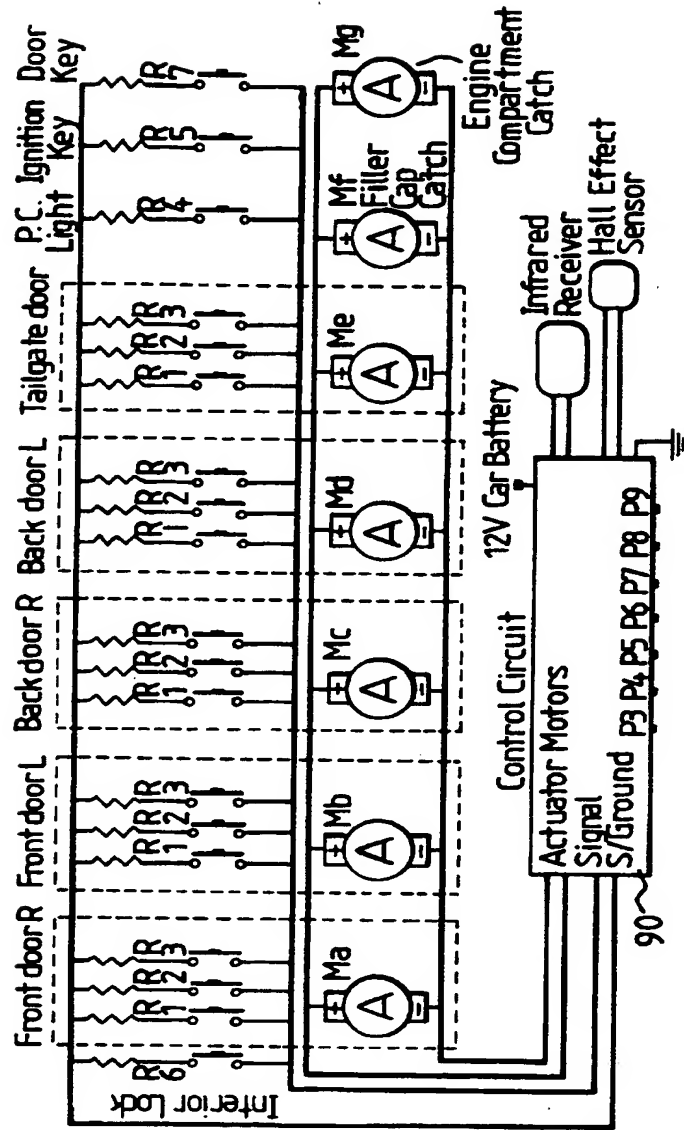 Front door R
Front door L
Back door R
Back door L
Tailgate door
P.C. Light
Ignition Key
Door Key
Interior Lock
R6
R1
R2
R3
R1
R2
R3
R1
R2
R3
R1
R2
R3
R1
R2
R3
R4
R5
R7
Ma
+
A
−
Mb
+
A
−
Mc
+
A
−
Md
+
A
−
Me
+
A
−
Mf
+
A
−
Filler
Cap
Catch
Mg
+
A
−
Engine
Compartment
Catch
Control Circuit
12V Car Battery
Infrared
Receiver
Hall Effect
Sensor
Actuator Motors
Signal
S/Ground
P3 P4 P5 P6 P7 P8 P9
90